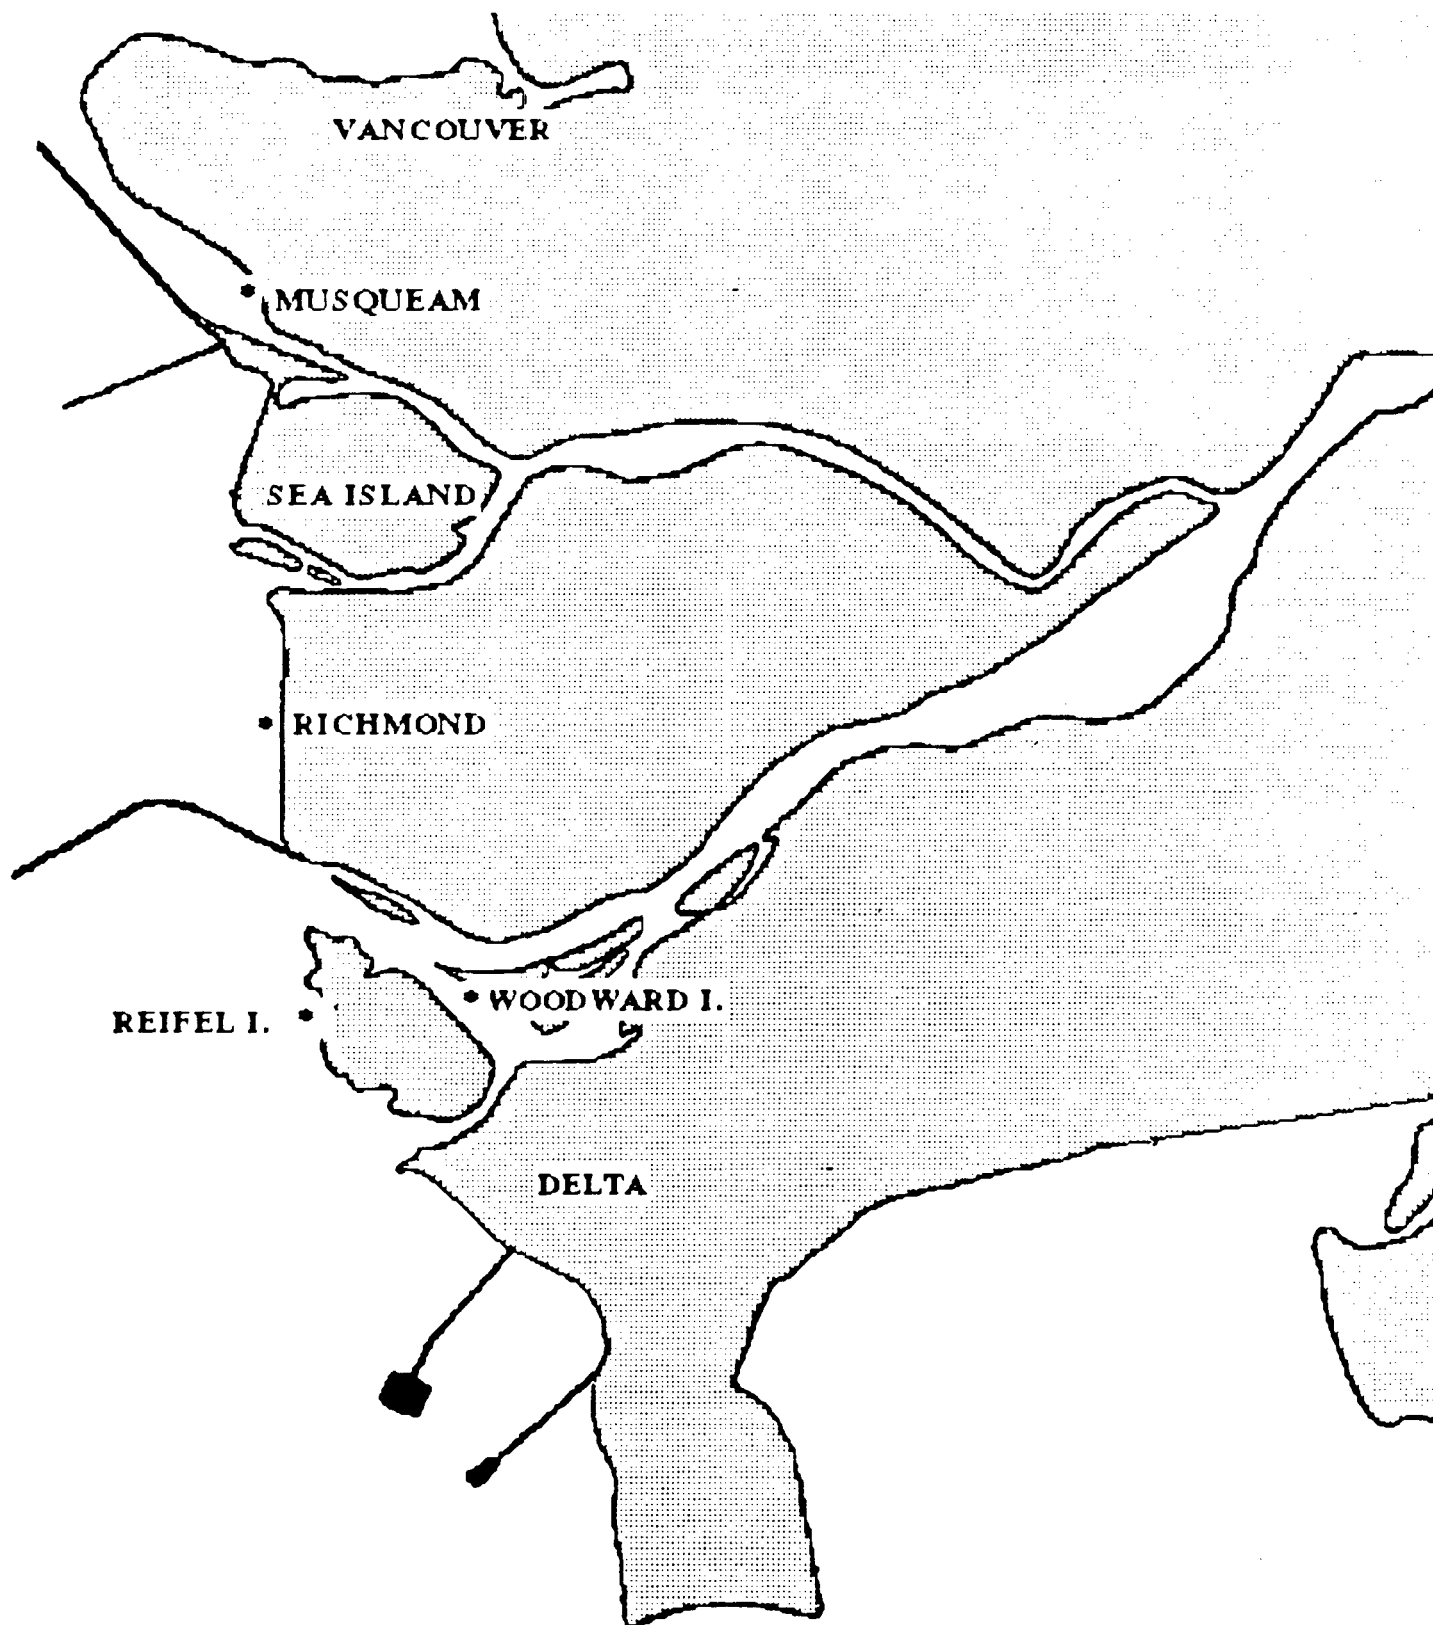 VANCOUVER
MUSQUEAM
SEA ISLAND
RICHMOND
WOODWARD I.
REIFEL I.
DELTA